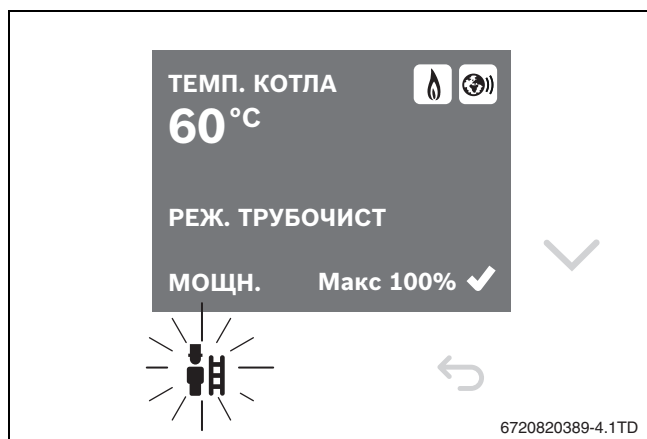 ТЕМП. КОТЛА
60°C
РЕЖ. ТРУБОЧИСТ
МОЩН. Макс 100%
6720820389-4.1TD